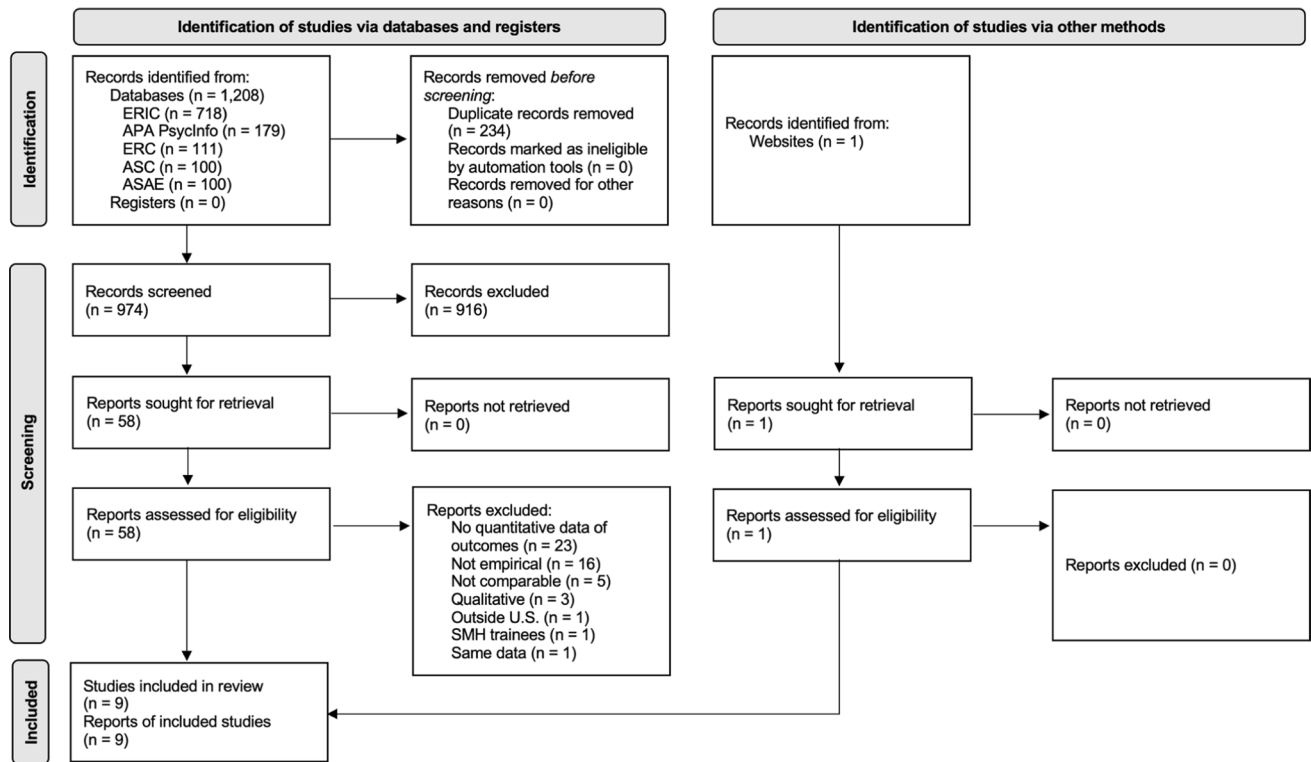 Identification of studies via databases and registers
Identification of studies via other methods
Identification
Records identified from:
Databases (n = 1,208)
ERIC (n = 718)
APA PsycInfo (n = 179)
ERC (n = 111)
ASC (n = 100)
ASAE (n = 100)
Registers (n = 0)
Records removed before
screening:
Duplicate records removed
(n = 234)
Records marked as ineligible
by automation tools (n = 0)
Records removed for other
reasons (n = 0)
Records identified from:
Websites (n = 1)
Screening
Records screened
(n = 974)
Records excluded
(n = 916)
Reports sought for retrieval
(n = 58)
Reports not retrieved
(n = 0)
Reports sought for retrieval
(n = 1)
Reports not retrieved
(n = 0)
Reports assessed for eligibility
(n = 58)
Reports excluded:
No quantitative data of
outcomes (n = 23)
Not empirical (n = 16)
Not comparable (n = 5)
Qualitative (n = 3)
Outside U.S. (n = 1)
SMH trainees (n = 1)
Same data (n = 1)
Reports assessed for eligibility
(n = 1)
Reports excluded (n = 0)
Included
Studies included in review
(n = 9)
Reports of included studies
(n = 9)